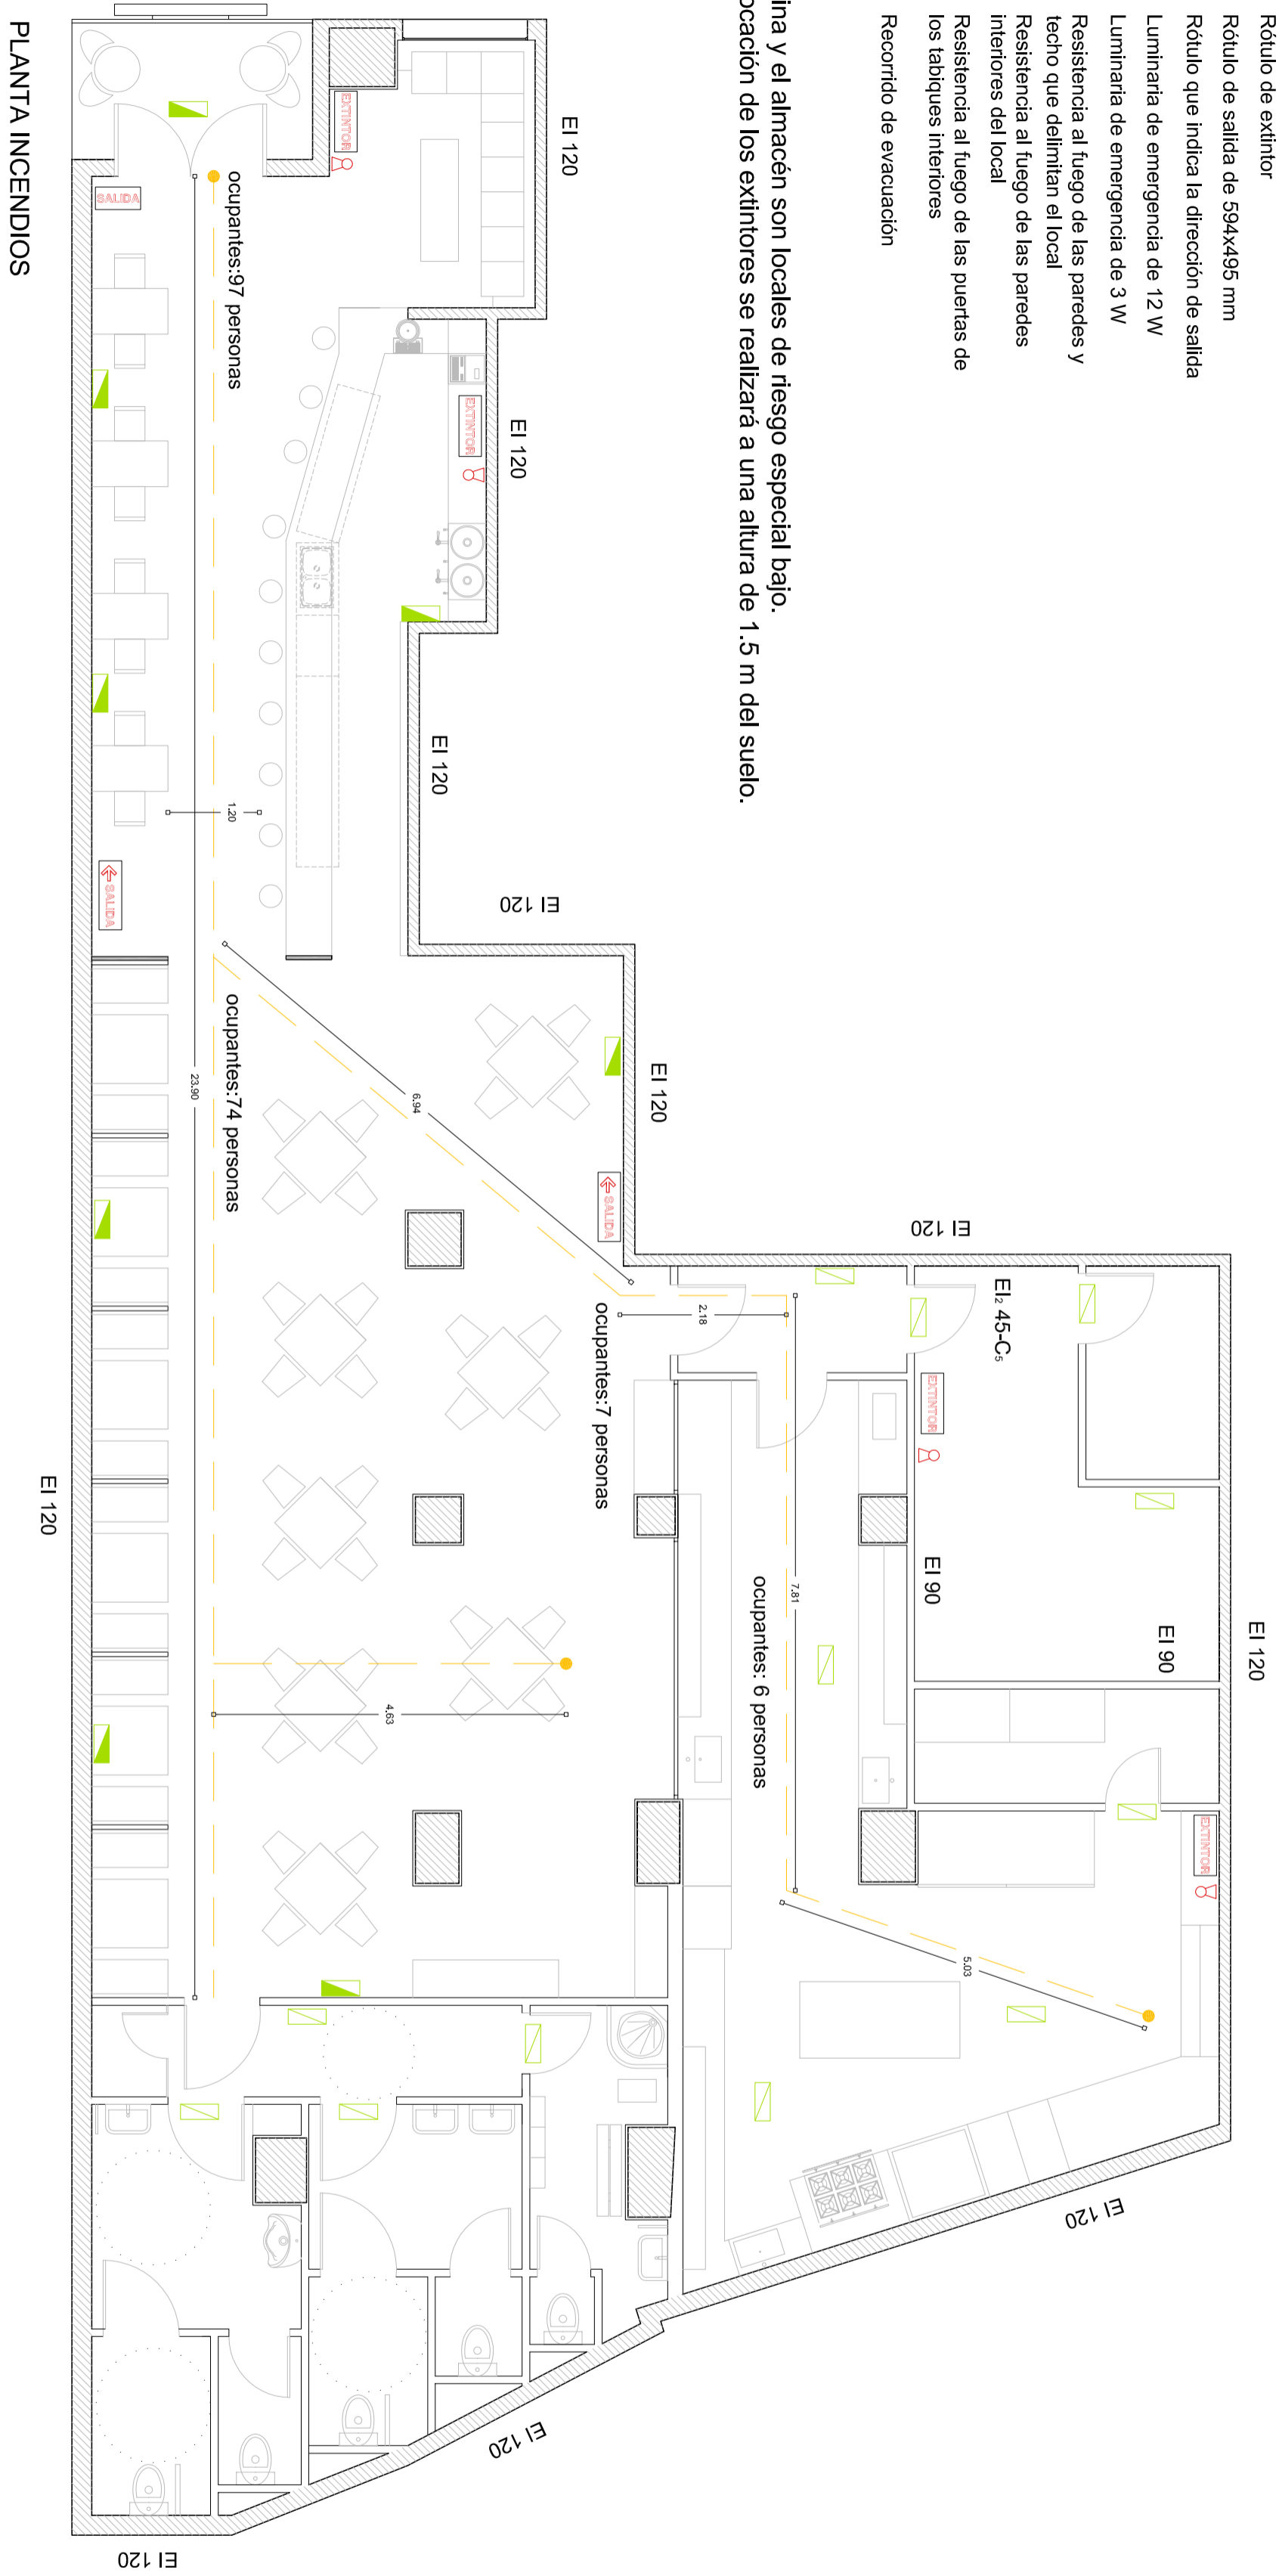 Rótulo de extintor
Rótulo de salida de 594x495 mm
Rótulo que indica la dirección de salida
Luminaria de emergencia de 12 W
Luminaria de emergencia de 3 W
Resistencia al fuego de las paredes y
techo que delimitan el local
Resistencia al fuego de las paredes
interiores del local
Resistencia al fuego de las puertas de
los tabiques interiores
Recorrido de evacuación
ina y el almacén son locales de riesgo especial bajo.
ocación de los extintores se realizará a una altura de 1.5 m del suelo.
EI 120
EI 120
EI 120
EI 120
EI 120
EI 120
EI 120
EI 120
EI 120
EI 120
EI 120
EI₂ 45-C₅
EI 90
EI 90
EXTINTOR
EXTINTOR
EXTINTOR
EXTINTOR
SALIDA
SALIDA
SALIDA
ocupantes:97 personas
ocupantes:74 personas
ocupantes:7 personas
ocupantes: 6 personas
1.20
23.90
6.94
2.18
7.81
4.63
5.03
PLANTA INCENDIOS